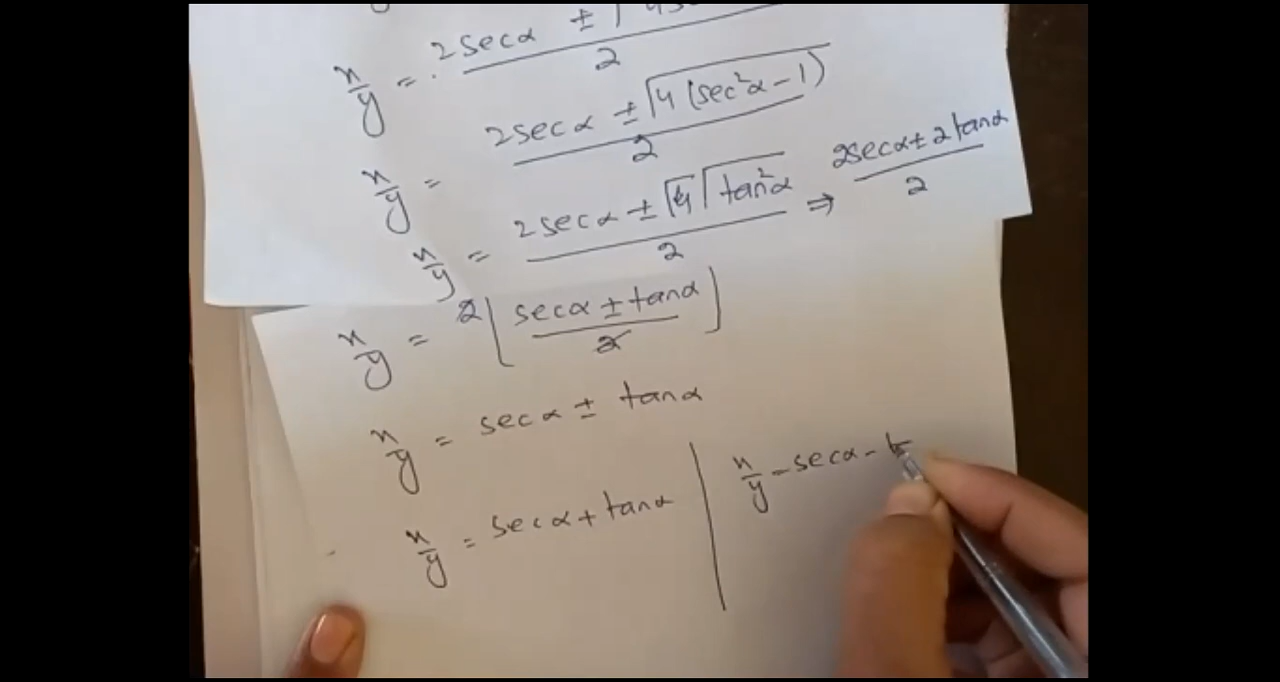 x/y = 2secα ± √4s
2
x/y = 2secα ± √4(sec²α - 1)
2
x/y = 2secα ± √4 √tan²α ⇒ 2secα ± 2tanα
2 2
x/y = 2[secα ± tanα]
2
x/y = secα ± tanα
x/y = secα + tanα | x/y = secα - t